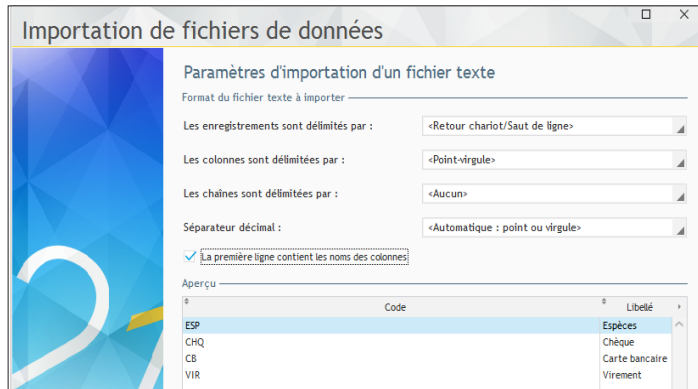 Importation de fichiers de données
Paramètres d'importation d'un fichier texte
Format du fichier texte à importer
Les enregistrements sont délimités par : <Retour chariot/Saut de ligne>
Les colonnes sont délimitées par : <Point-virgule>
Les chaînes sont délimitées par : <Aucun>
Séparateur décimal : <Automatique : point ou virgule>
La première ligne contient les noms des colonnes
Aperçu
Code Libellé
ESP Espèces
CHQ Chèque
CB Carte bancaire
VIR Virement